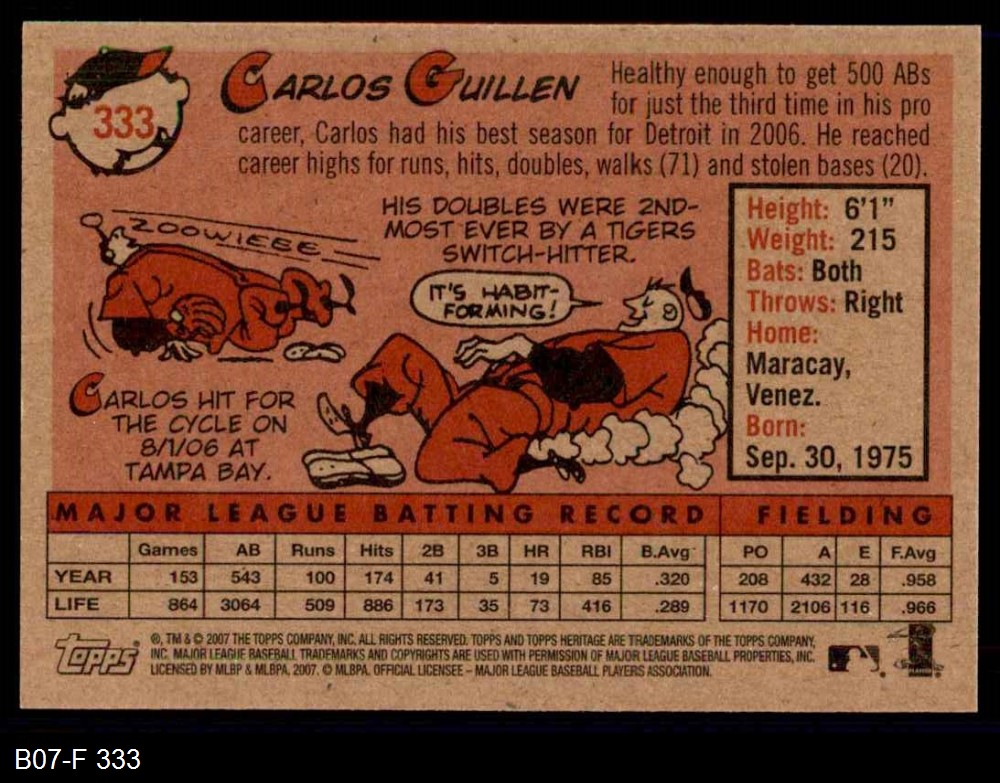 333
CARLOS GUILLEN
Healthy enough to get 500 ABs
for just the third time in his pro
career, Carlos had his best season for Detroit in 2006. He reached
career highs for runs, hits, doubles, walks (71) and stolen bases (20).
ZOOWIEBE
HIS DOUBLES WERE 2ND-
MOST EVER BY A TIGERS
SWITCH-HITTER.
IT'S HABIT-
FORMING!
CARLOS HIT FOR
THE CYCLE ON
8/1/06 AT
TAMPA BAY.
Height: 6'1"
Weight: 215
Bats: Both
Throws: Right
Home:
Maracay,
Venez.
Born:
Sep. 30, 1975
MAJOR LEAGUE BATTING RECORD FIELDING
Games AB Runs Hits 2B 3B HR RBI B.Avg PO A E F.Avg
YEAR 153 543 100 174 41 5 19 85 .320 208 432 28 .958
LIFE 864 3064 509 886 173 35 73 416 .289 1170 2106 116 .966
Topps
®, TM & © 2007 THE TOPPS COMPANY, INC. ALL RIGHTS RESERVED. TOPPS AND TOPPS HERITAGE ARE TRADEMARKS OF THE TOPPS COMPANY,
INC. MAJOR LEAGUE BASEBALL TRADEMARKS AND COPYRIGHTS ARE USED WITH PERMISSION OF MAJOR LEAGUE BASEBALL PROPERTIES, INC.
LICENSED BY MLBP & MLBPA, 2007. © MLBPA. OFFICIAL LICENSEE – MAJOR LEAGUE BASEBALL PLAYERS ASSOCIATION.
B07-F 333